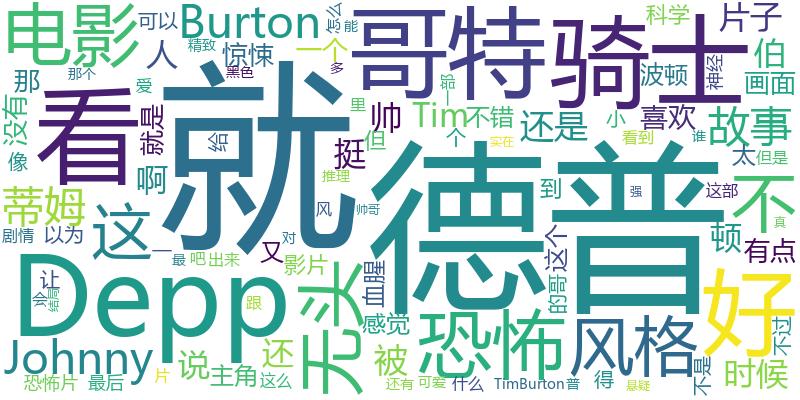 电影
Burton
可以
怎么
能
哥特
骑士
科学
片子
人
精致
惊悚
一个
多
那
那个
黑色
爱
波顿
神经
伯
画面
没有
看
就
Tim
不错
一部
还是
小
喜欢
故事
像
就是
给
里
帅
挺
但
个
看到
谁
太
但是
啊
德普
实在
推理
不
蒂姆
这
到
强
这部
剧情
以为
一
风
帅哥
对
真
又
这个
顿
有点
最
吧
出来
影片
让
会
Depp
结局
跟
无头
血腥
的哥
感觉
恐怖
风格
好
不过
Johnny
说
还
被
时候
不是
恐怖片
最后
片
主角
这么
还有
可爱
什么
TimBurton
普
得
悬疑